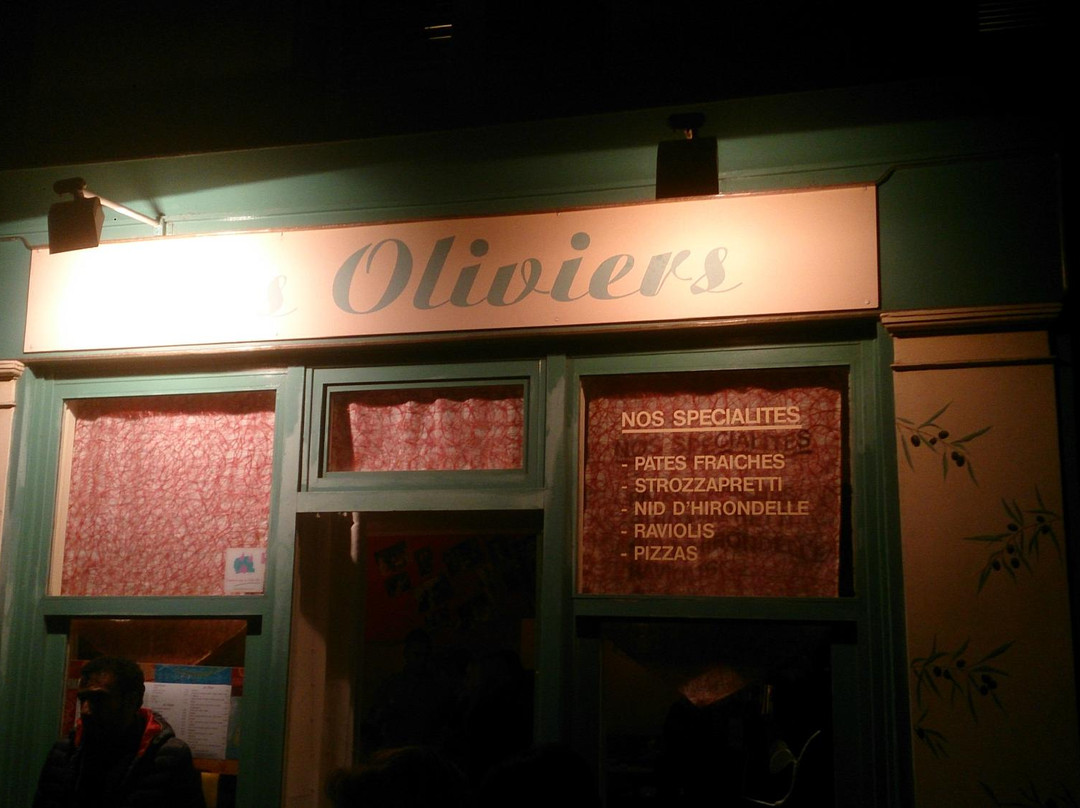 s Oliviers
NOS SPECIALITES
- PATES FRAICHES
- STROZZAPRETTI
- NID D'HIRONDELLE
- RAVIOLIS
- PIZZAS